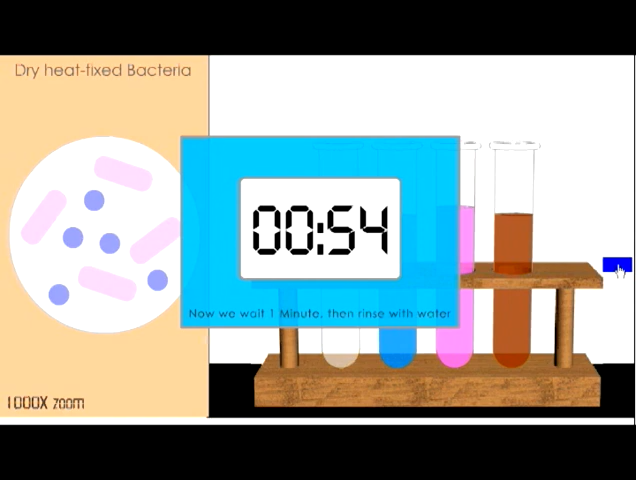 Dry heat-fixed Bacteria
00:54
Now we wait 1 Minute, then rinse with water
1000X zoom